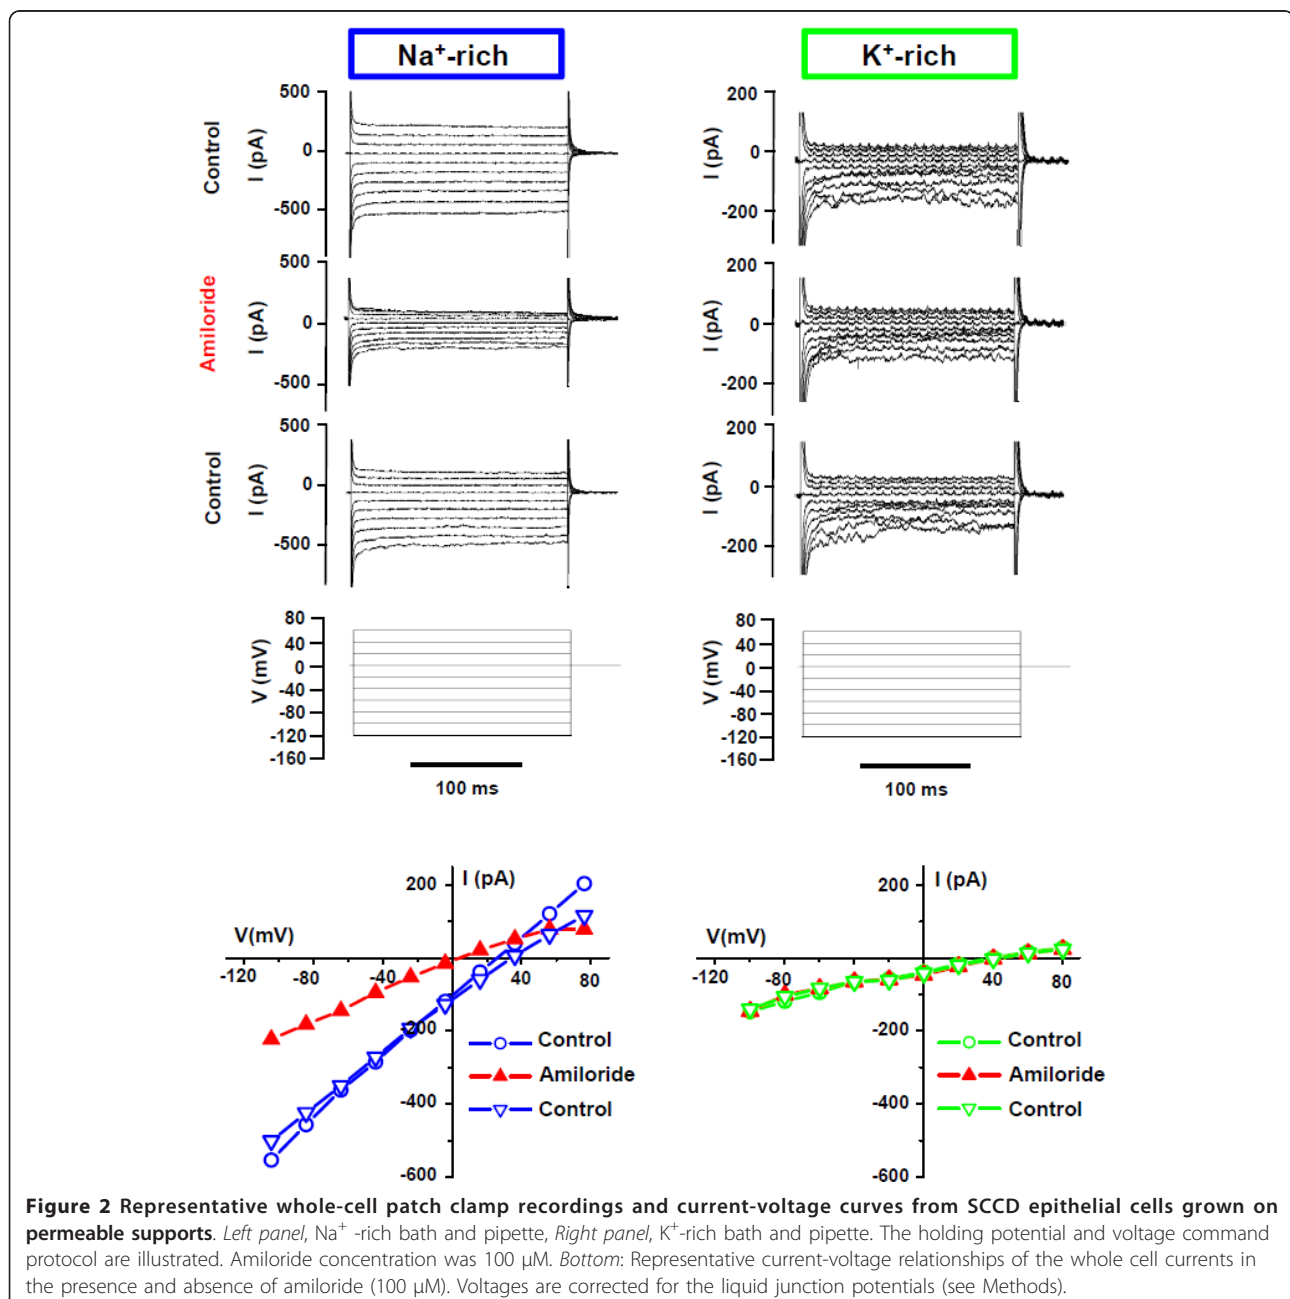 Na⁺-rich
K⁺-rich
Control
I (pA)
500
0
-500
I (pA)
200
0
-200
Amiloride
I (pA)
500
0
-500
I (pA)
200
0
-200
Control
I (pA)
500
0
-500
I (pA)
200
0
-200
V (mV)
80
40
0
-40
-80
-120
-160
V (mV)
80
40
0
-40
-80
-120
-160
100 ms
100 ms
I (pA)
200
V(mV)
-120
-80
-40
0
40
80
-200
-400
-600
Control
Amiloride
Control
I (pA)
200
V(mV)
-120
-80
-40
0
40
80
-200
-400
-600
Control
Amiloride
Control
Figure 2 Representative whole-cell patch clamp recordings and current-voltage curves from SCCD epithelial cells grown on
permeable supports. Left panel, Na⁺ -rich bath and pipette, Right panel, K⁺-rich bath and pipette. The holding potential and voltage command
protocol are illustrated. Amiloride concentration was 100 μM. Bottom: Representative current-voltage relationships of the whole cell currents in
the presence and absence of amiloride (100 μM). Voltages are corrected for the liquid junction potentials (see Methods).